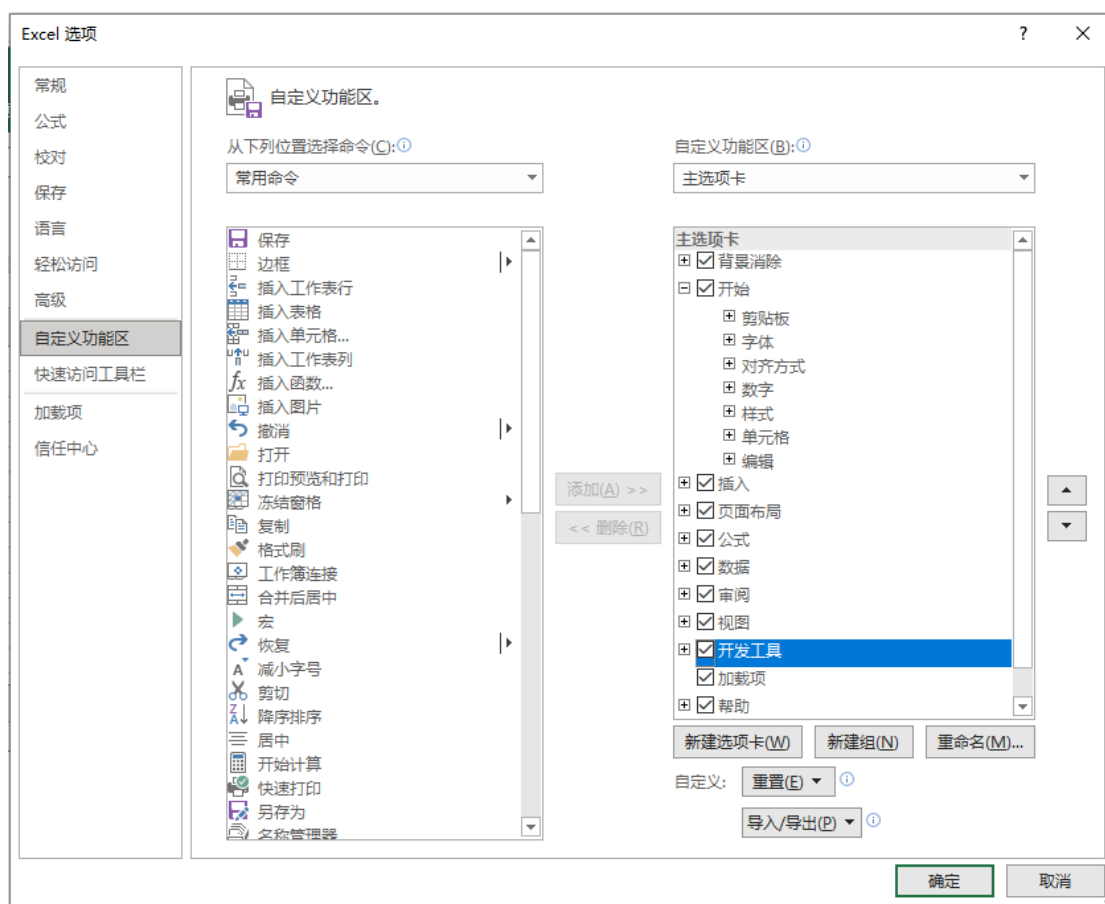 Excel 选项
?
常规
公式
校对
保存
语言
轻松访问
高级
自定义功能区
快速访问工具栏
加载项
信任中心
自定义功能区。
从下列位置选择命令(C):
常用命令
保存
边框
插入工作表行
插入表格
插入单元格...
插入工作表列
fx 插入函数...
插入图片
撤消
打开
打印预览和打印
冻结窗格
复制
格式刷
工作簿连接
合并后居中
宏
恢复
A 减小字号
剪切
ZA 降序排序
居中
开始计算
快速打印
另存为
名称管理器
添加(A) >>
<< 删除(R)
自定义功能区(B):
主选项卡
主选项卡
背景消除
开始
剪贴板
字体
对齐方式
数字
样式
单元格
编辑
插入
页面布局
公式
数据
审阅
视图
开发工具
加载项
帮助
新建选项卡(W) 新建组(N) 重命名(M)...
自定义: 重置(E)
导入/导出(P)
确定 取消